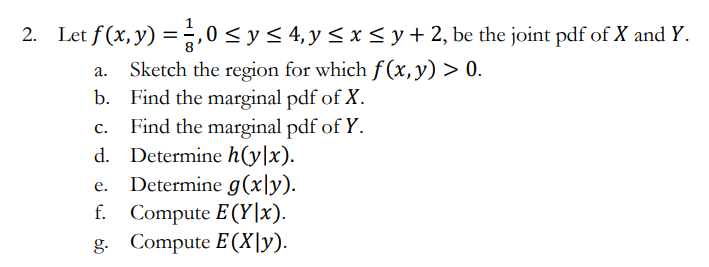 2. Let f(x, y) = 1/8, 0 ≤ y ≤ 4, y ≤ x ≤ y + 2, be the joint pdf of X and Y.
a. Sketch the region for which f(x, y) > 0.
b. Find the marginal pdf of X.
c. Find the marginal pdf of Y.
d. Determine h(y|x).
e. Determine g(x|y).
f. Compute E(Y|x).
g. Compute E(X|y).